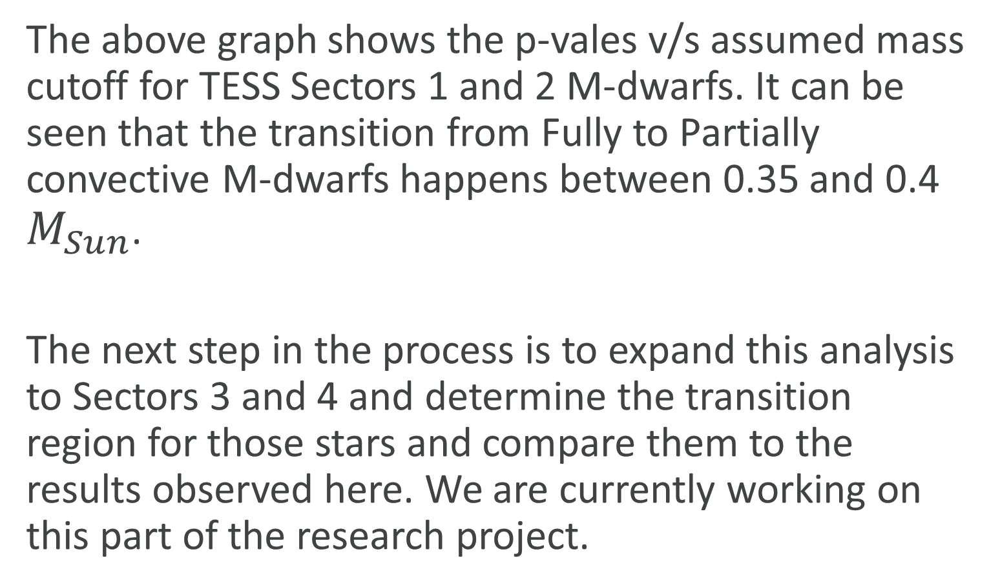 The above graph shows the p-vales v/s assumed mass
cutoff for TESS Sectors 1 and 2 M-dwarfs. It can be
seen that the transition from Fully to Partially
convective M-dwarfs happens between 0.35 and 0.4
M_Sun.
The next step in the process is to expand this analysis
to Sectors 3 and 4 and determine the transition
region for those stars and compare them to the
results observed here. We are currently working on
this part of the research project.